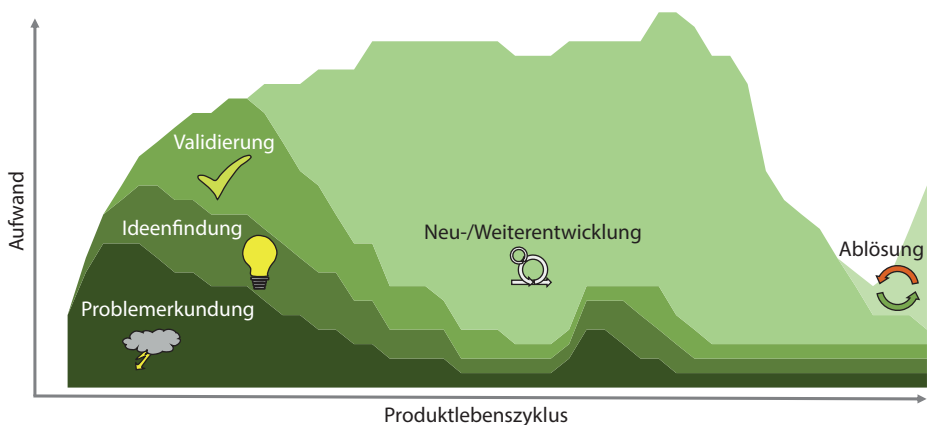 Aufwand
Validierung
Ideenfindung
Problemerkundung
Neu-/Weiterentwicklung
Ablösung
Produktlebenszyklus